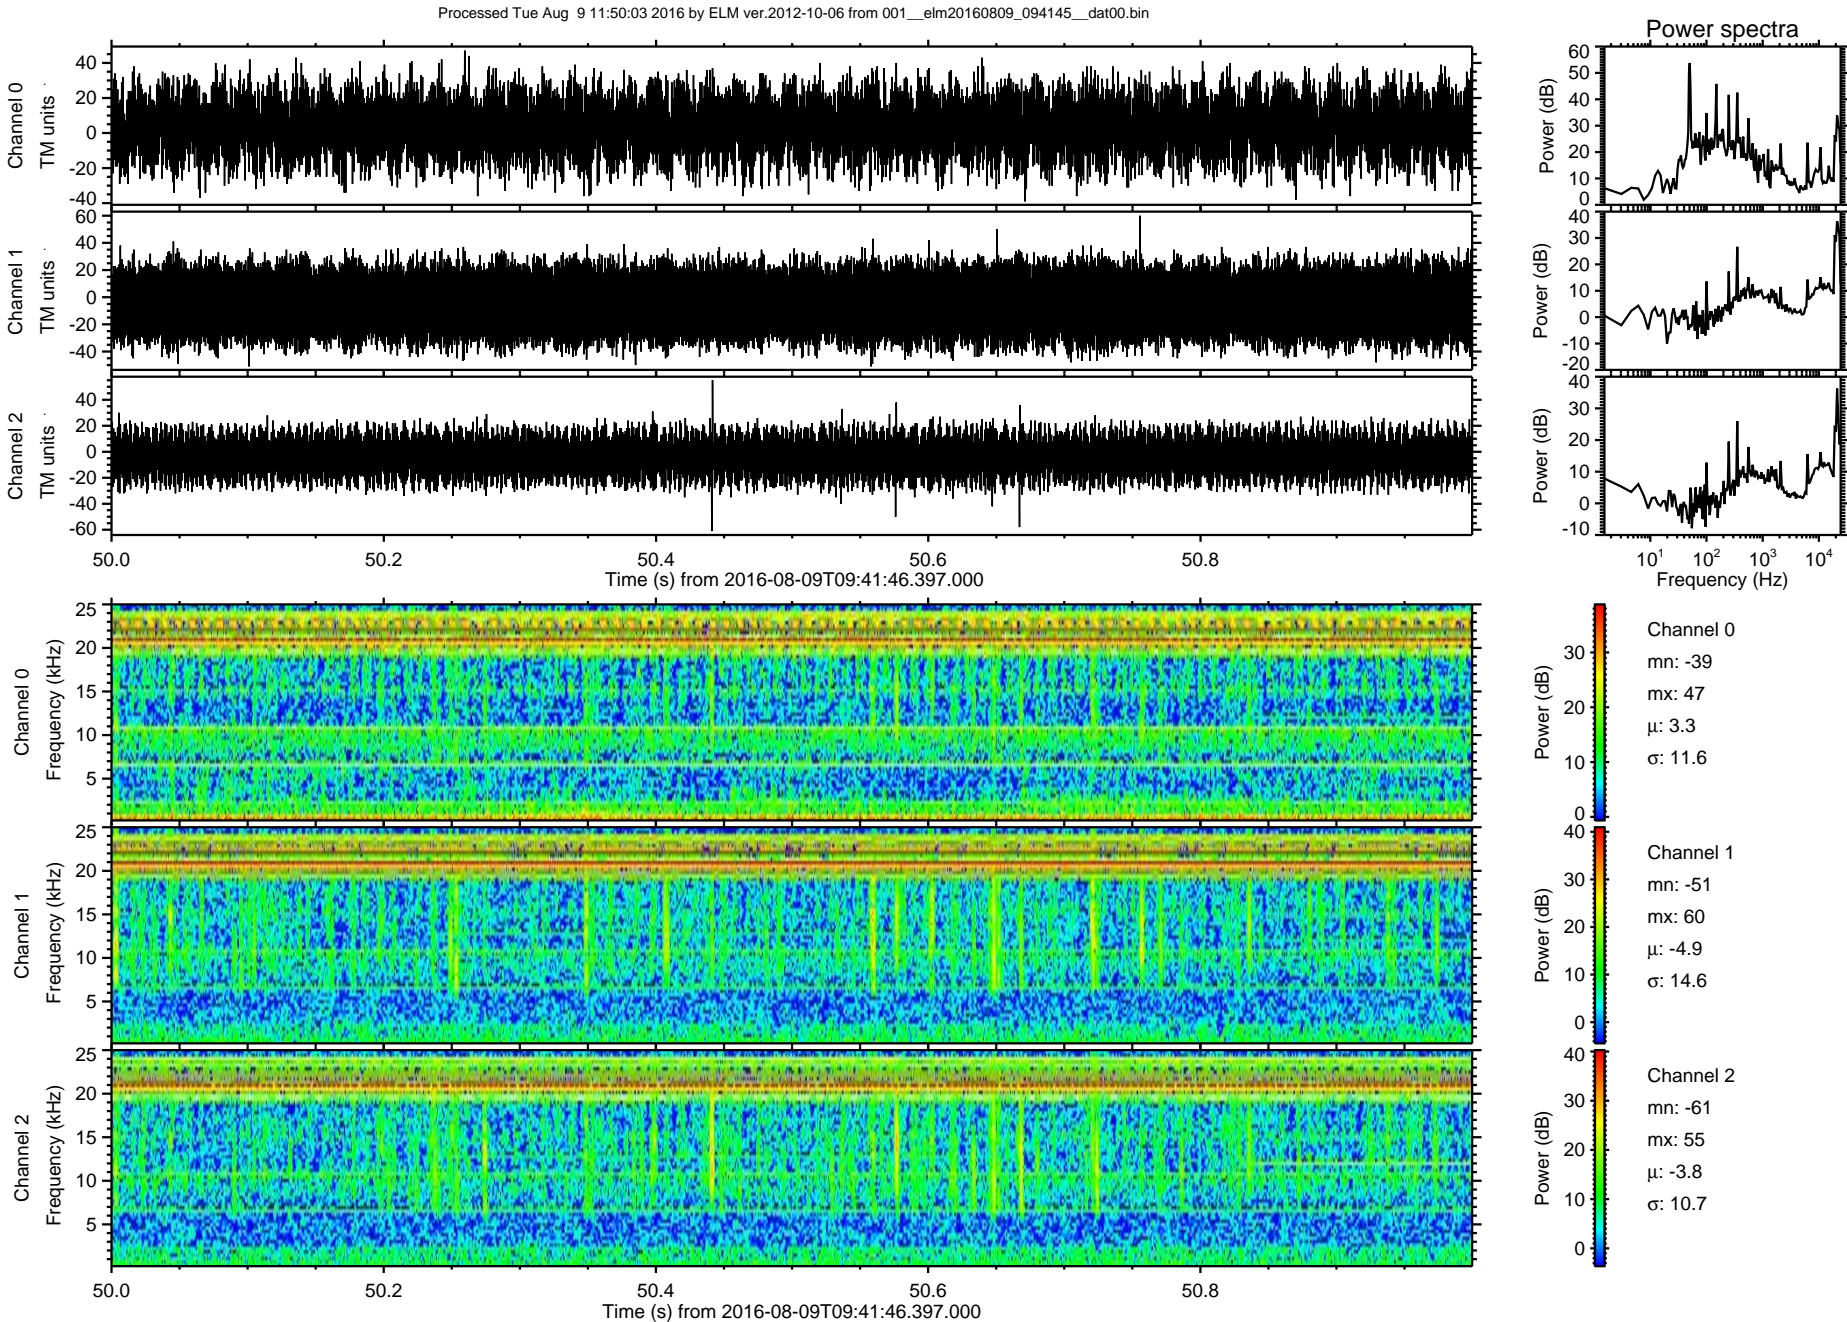 Processed Tue Aug  9 11:50:03 2016 by ELM ver.2012-10-06 from 001__elm20160809_094145__dat00.bin
Power spectra
Channel 0
TM units
40
20
0
-20
-40
Power (dB)
60
50
40
30
20
10
0
Channel 1
TM units
60
40
20
0
-20
-40
Power (dB)
40
30
20
10
0
-10
-20
Channel 2
TM units
40
20
0
-20
-40
-60
Power (dB)
40
30
20
10
0
-10
50.0 50.2 50.4 50.6 50.8
Time (s) from 2016-08-09T09:41:46.397.000
10¹ 10² 10³ 10⁴
Frequency (Hz)
Channel 0
Frequency (kHz)
25
20
15
10
5
Power (dB)
30
20
10
0
Channel 0
mn: -39
mx: 47
μ: 3.3
σ: 11.6
Channel 1
Frequency (kHz)
25
20
15
10
5
Power (dB)
40
30
20
10
0
Channel 1
mn: -51
mx: 60
μ: -4.9
σ: 14.6
Channel 2
Frequency (kHz)
25
20
15
10
5
Power (dB)
40
30
20
10
0
Channel 2
mn: -61
mx: 55
μ: -3.8
σ: 10.7
50.0 50.2 50.4 50.6 50.8
Time (s) from 2016-08-09T09:41:46.397.000